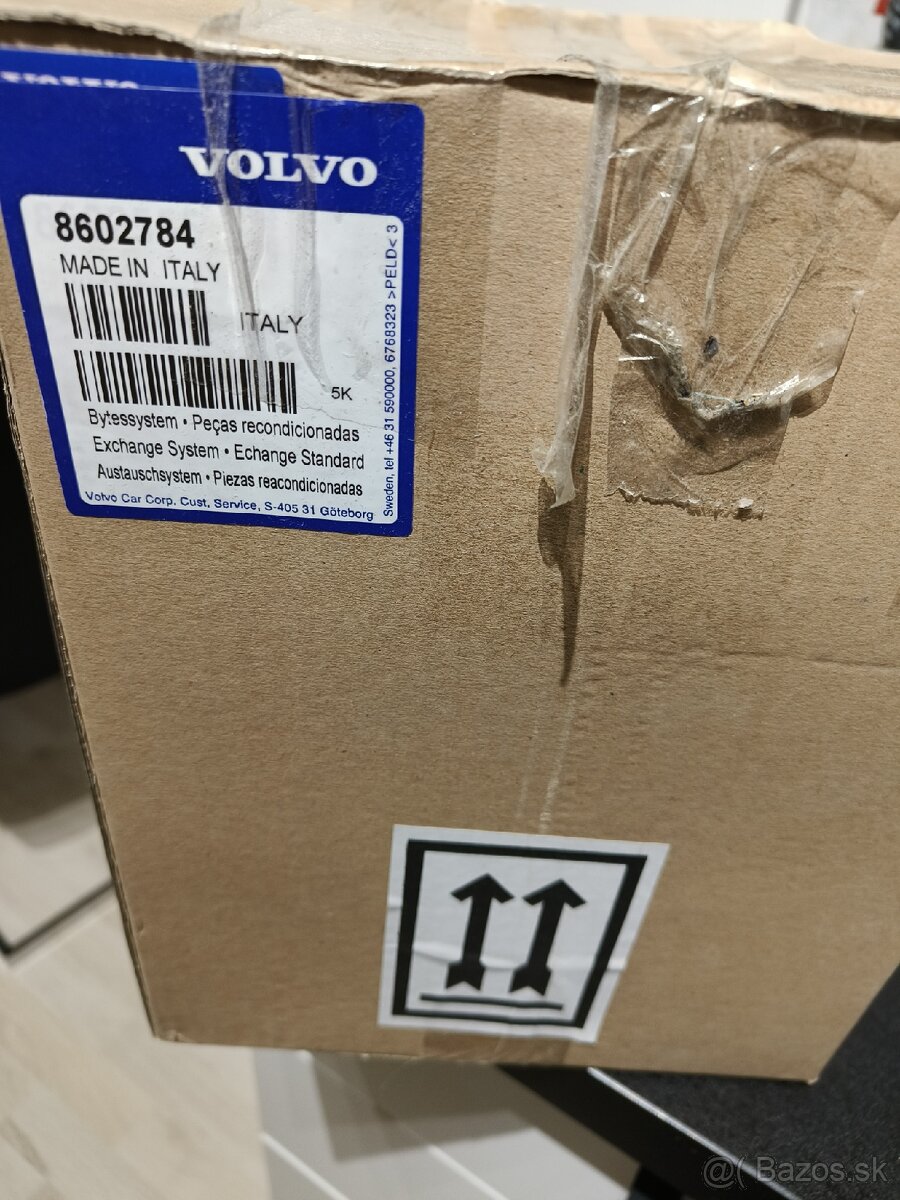 VOLVO
VOLVO
8602784
MADE IN ITALY
ITALY
5K
Bytessystem • Peças recondicionadas
Exchange System • Echange Standard
Austauschsystem • Piezas reacondicionadas
Volvo Car Corp. Cust, Service, S-405 31 Göteborg
Sweden, tel +46 31 590000, 6768323 >PELD< 3
@( Bazos.sk